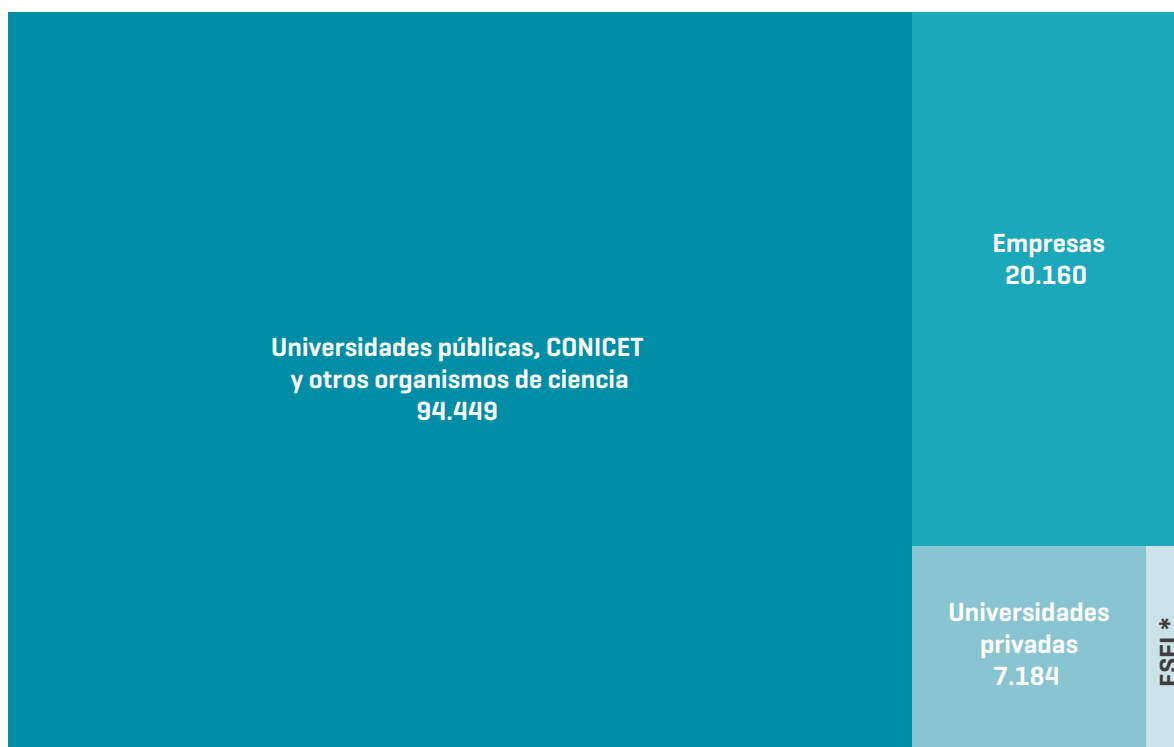 Universidades públicas, CONICET
y otros organismos de ciencia
94.449
Empresas
20.160
Universidades
privadas
7.184
ESFL*